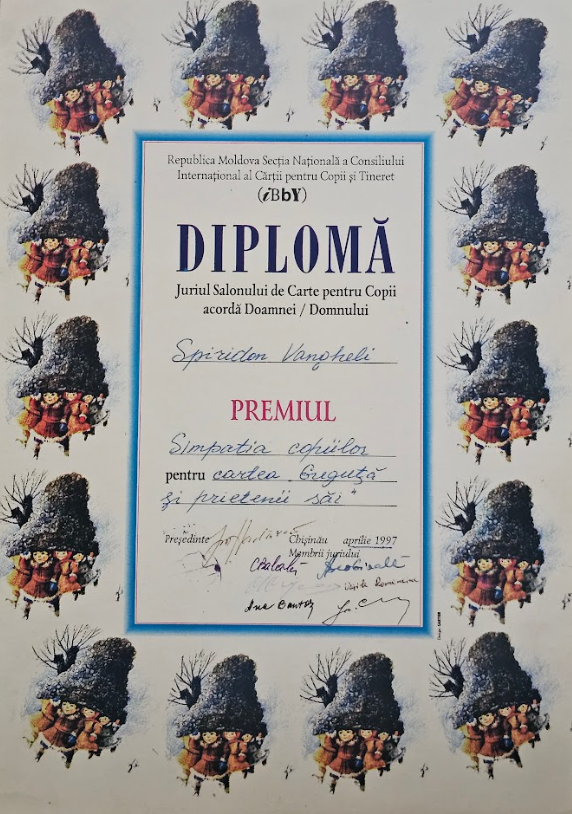 Republica Moldova Secția Națională a Consiliului
Internațional al Cărții pentru Copii și Tineret
(iBbY)
DIPLOMĂ
Juriul Salonului de Carte pentru Copii
acordă Doamnei / Domnului
Spiridon Vangheli
PREMIUL
Simpatia copiilor
pentru cartea „Guguță
și prietenii săi"
Președinte Chișinău aprilie 1997
Membrii juriului